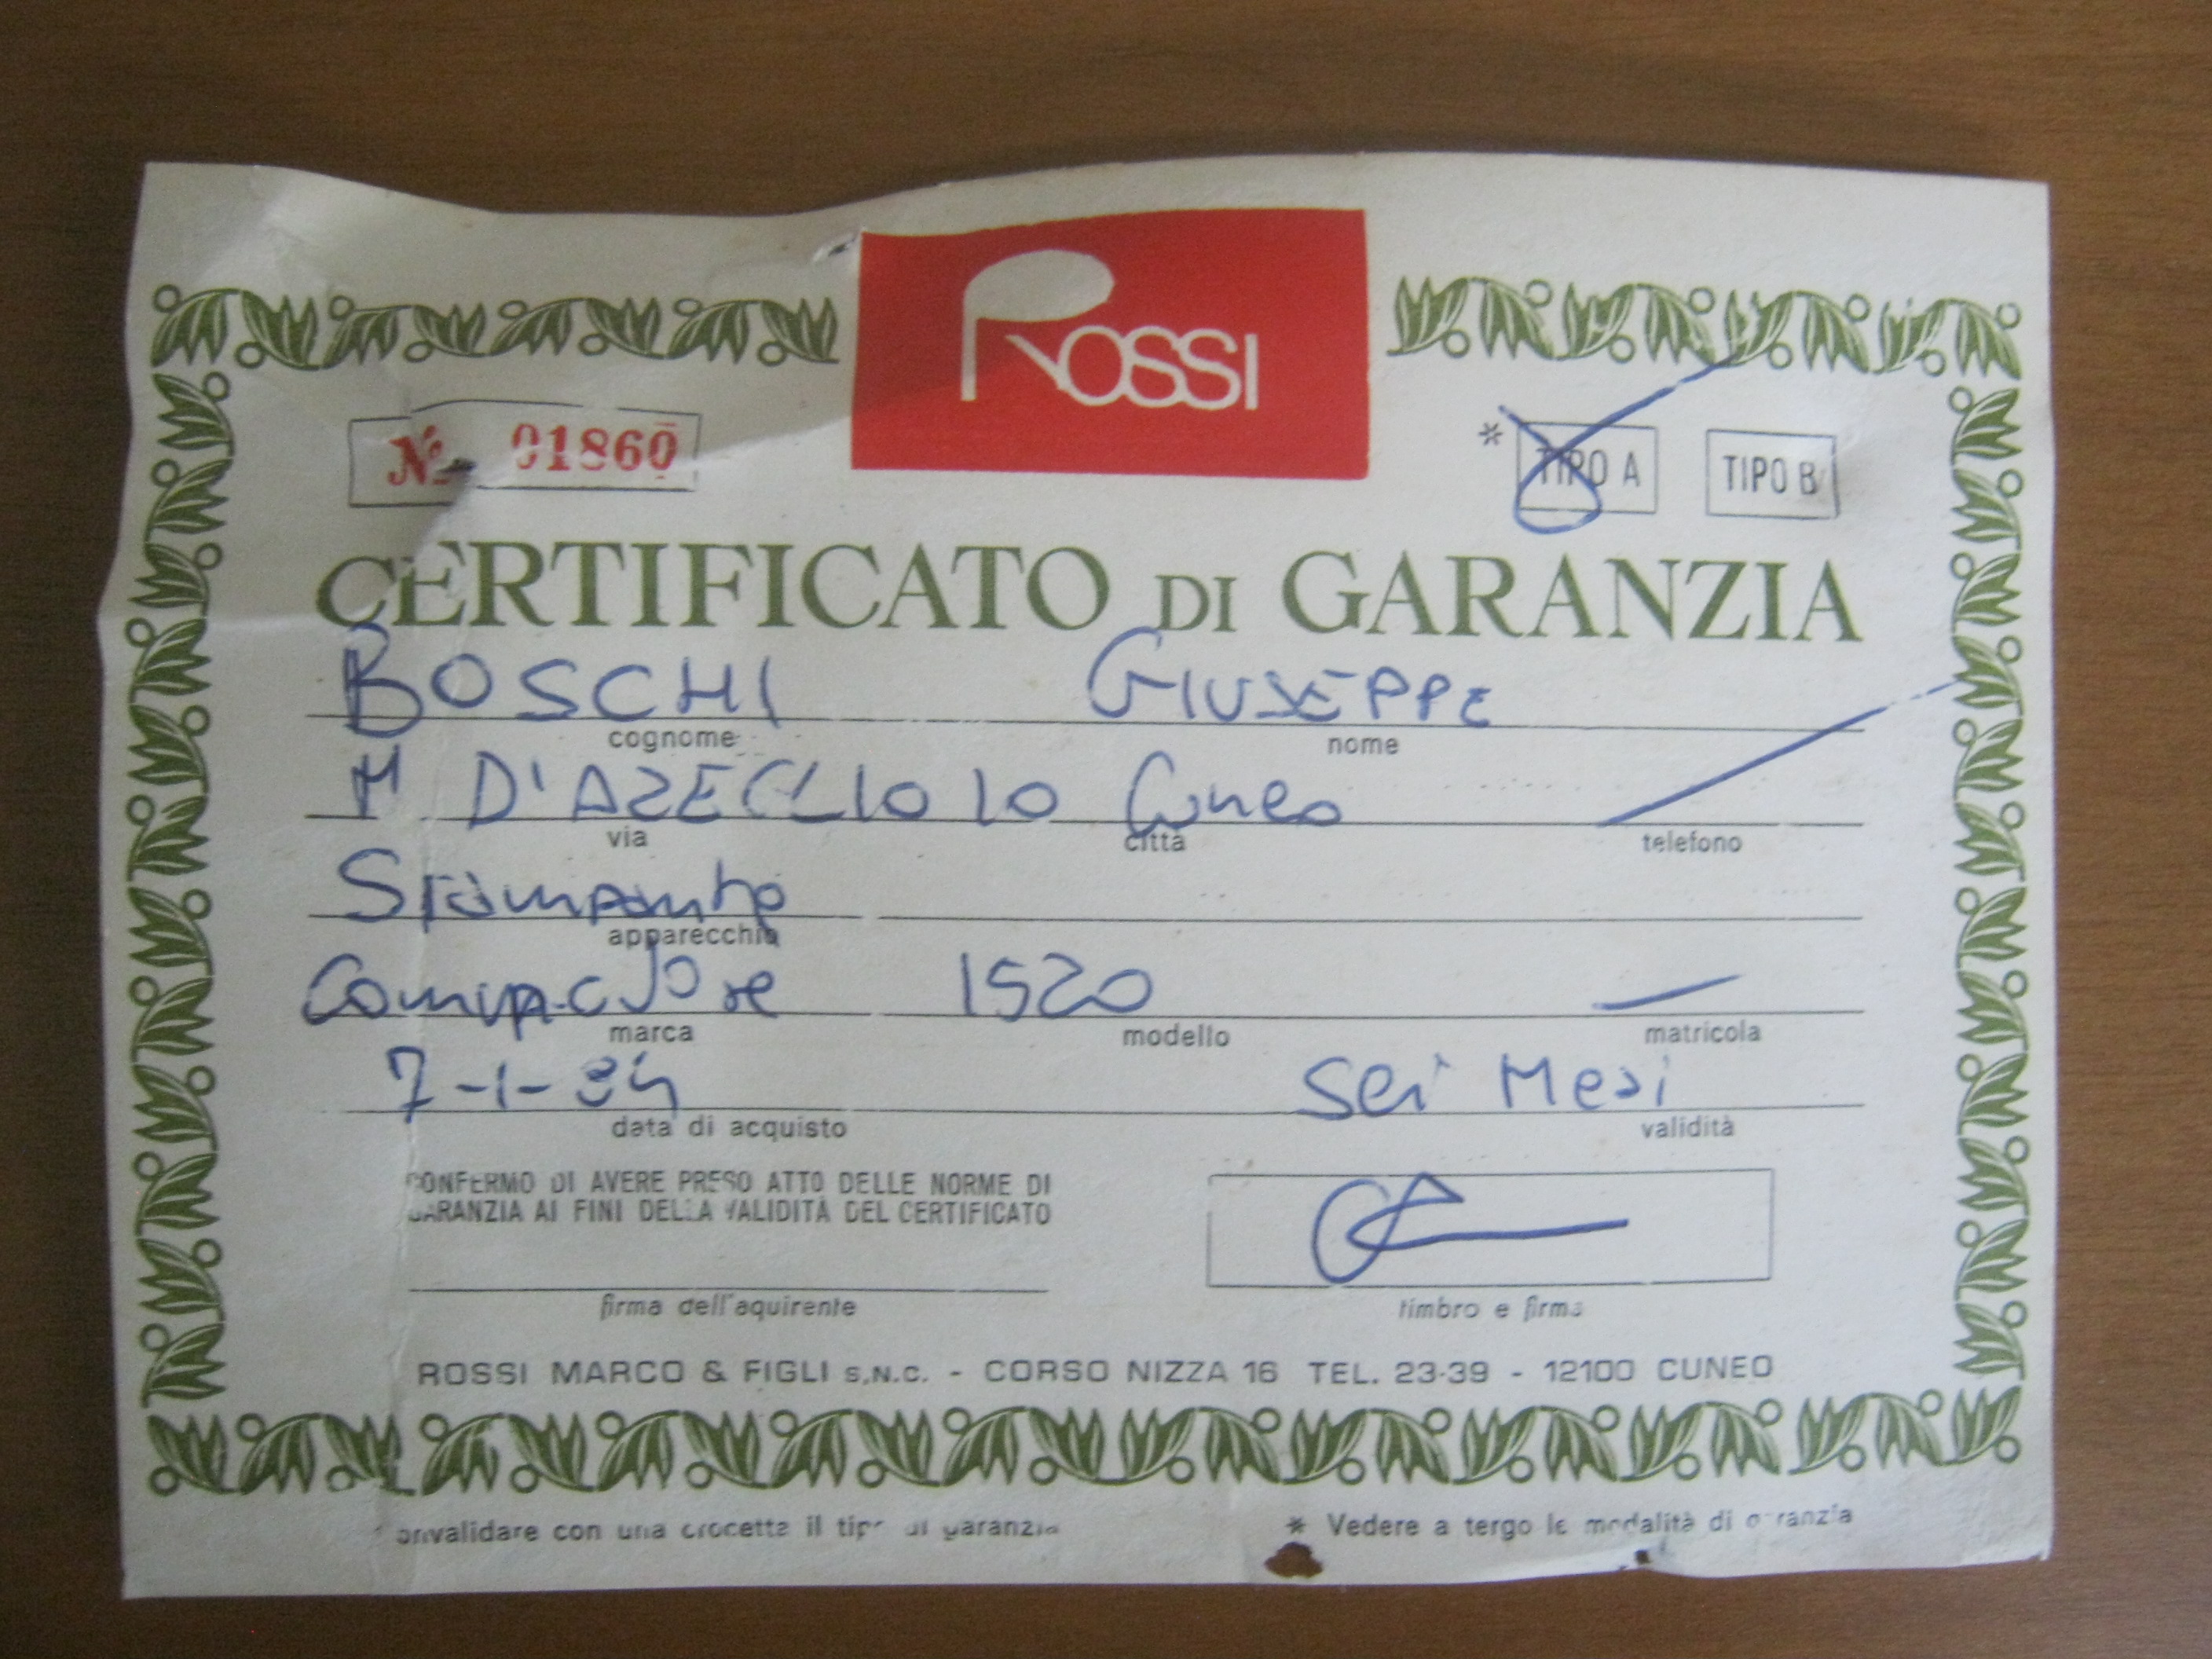 ROSSI
Nº 01860
* TIPO A TIPO B
CERTIFICATO DI GARANZIA
BOSCHI GIUSEPPE
cognome nome
M D'AZEGLIO 10 Cuneo
via città telefono
Stampante
apparecchio
1520
marca modello matricola
7-1-84 Sei Mesi
data di acquisto validità
CONFERMO DI AVERE PRESO ATTO DELLE NORME DI
GARANZIA AI FINI DELLA VALIDITÀ DEL CERTIFICATO
firma dell'aquirente timbro e firma
ROSSI MARCO & FIGLI S.N.C. - CORSO NIZZA 16 TEL. 23-39 - 12100 CUNEO
convalidare con una crocetta il tipo di garanzia * Vedere a tergo le modalità di garanzia